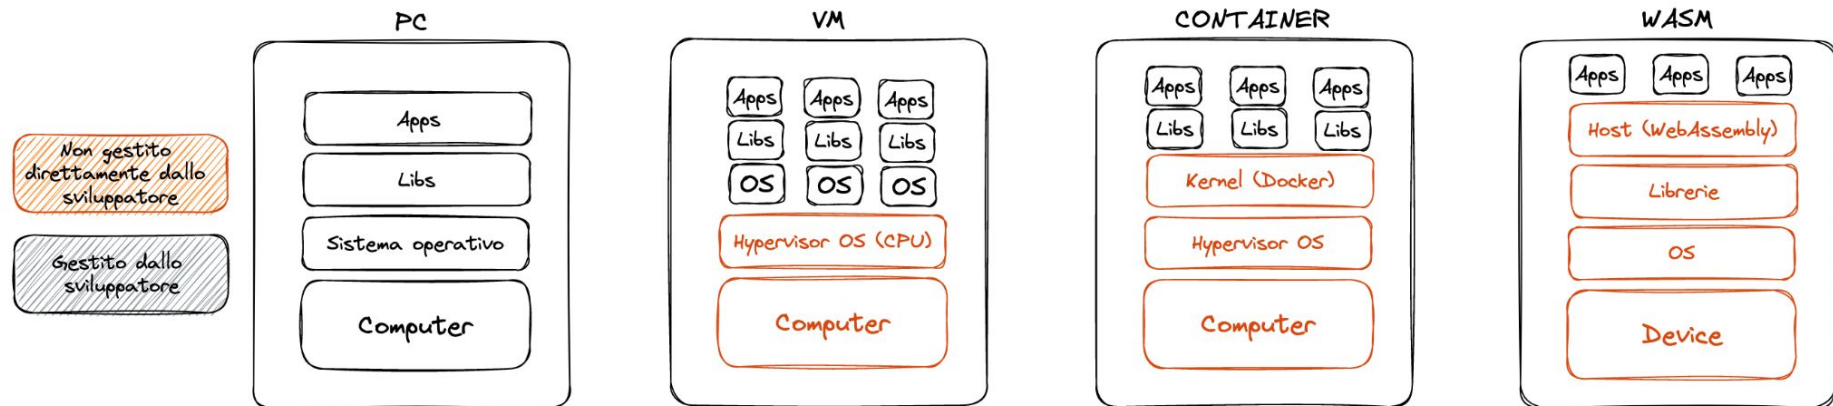 PC
VM
CONTAINER
WASM
Non gestito
direttamente dallo
sviluppatore
Gestito dallo
sviluppatore
Apps
Libs
Sistema operativo
Computer
Apps Apps Apps
Libs Libs Libs
OS OS OS
Hypervisor OS (CPU)
Computer
Apps Apps Apps
Libs Libs Libs
Kernel (Docker)
Hypervisor OS
Computer
Apps Apps Apps
Host (WebAssembly)
Librerie
OS
Device